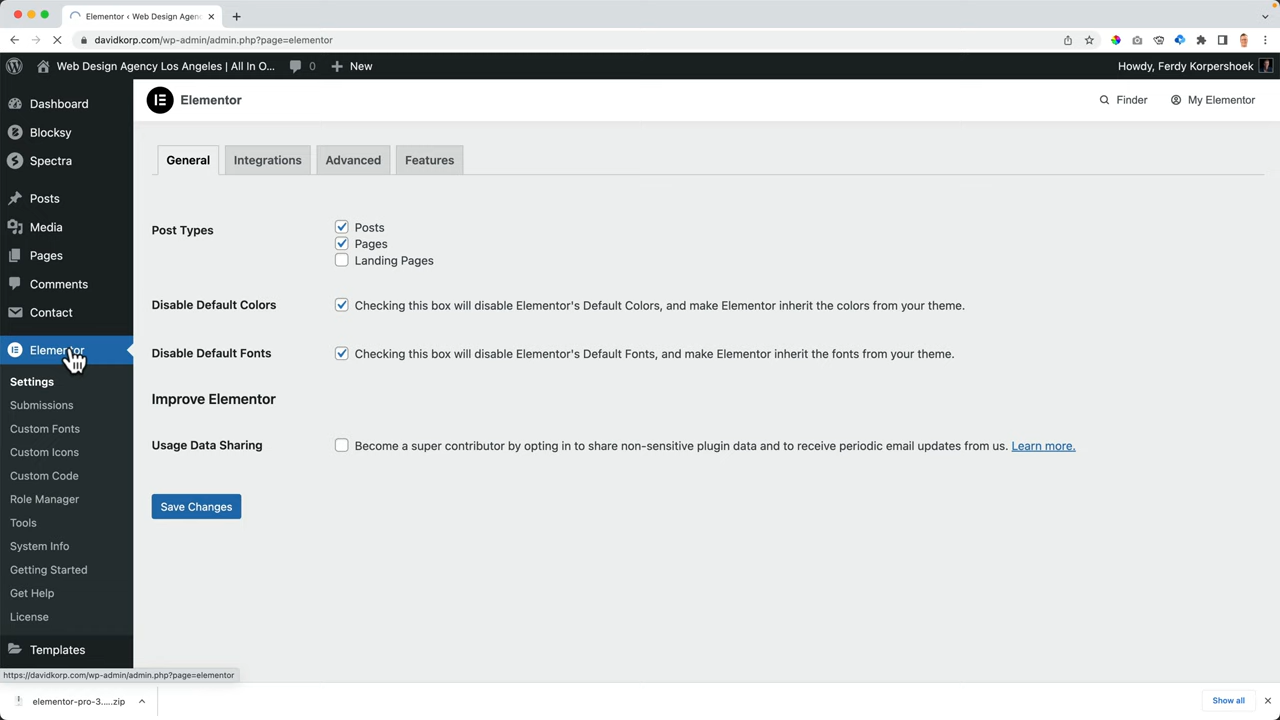 Elementor ‹ Web Design Agenc
davidkorp.com/wp-admin/admin.php?page=elementor
Web Design Agency Los Angeles | All In O... 0 New Howdy, Ferdy Korpershoek
Dashboard
Blocksy
Spectra
Posts
Media
Pages
Comments
Contact
Elementor
Settings
Submissions
Custom Fonts
Custom Icons
Custom Code
Role Manager
Tools
System Info
Getting Started
Get Help
License
Templates
Elementor Finder My Elementor
General Integrations Advanced Features
Post Types
Posts
Pages
Landing Pages
Disable Default Colors Checking this box will disable Elementor's Default Colors, and make Elementor inherit the colors from your theme.
Disable Default Fonts Checking this box will disable Elementor's Default Fonts, and make Elementor inherit the fonts from your theme.
Improve Elementor
Usage Data Sharing Become a super contributor by opting in to share non-sensitive plugin data and to receive periodic email updates from us. Learn more.
Save Changes
https://davidkorp.com/wp-admin/admin.php?page=elementor
elementor-pro-3.....zip Show all